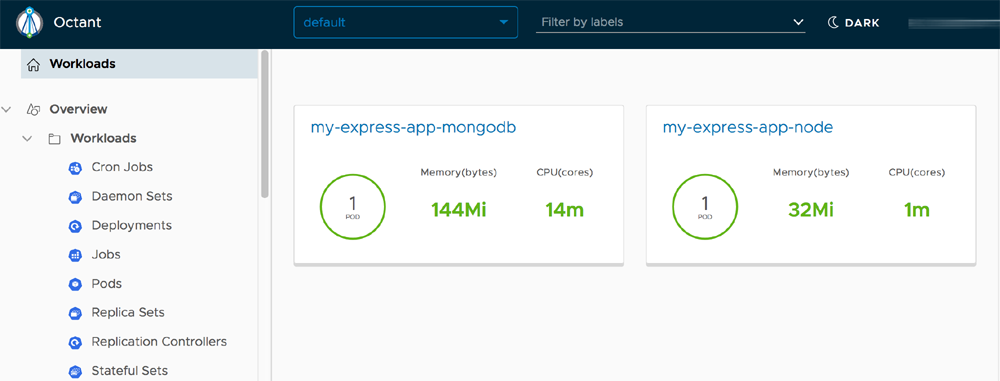 Octant
default
Filter by labels
DARK
Workloads
Overview
Workloads
Cron Jobs
Daemon Sets
Deployments
Jobs
Pods
Replica Sets
Replication Controllers
Stateful Sets
my-express-app-mongodb
1
POD
Memory(bytes)
144Mi
CPU(cores)
14m
my-express-app-node
1
POD
Memory(bytes)
32Mi
CPU(cores)
1m